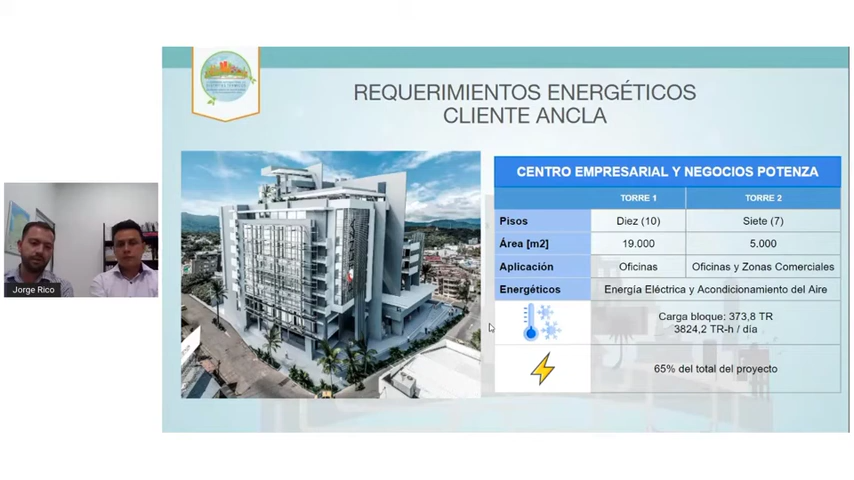 REQUERIMIENTOS ENERGÉTICOS
CLIENTE ANCLA
CENTRO EMPRESARIAL Y NEGOCIOS POTENZA
TORRE 1 TORRE 2
Pisos Diez (10) Siete (7)
Área [m2] 19.000 5.000
Aplicación Oficinas Oficinas y Zonas Comerciales
Energéticos Energía Eléctrica y Acondicionamiento del Aire
Carga bloque: 373,8 TR
3824,2 TR-h / día
65% del total del proyecto
Jorge Rico